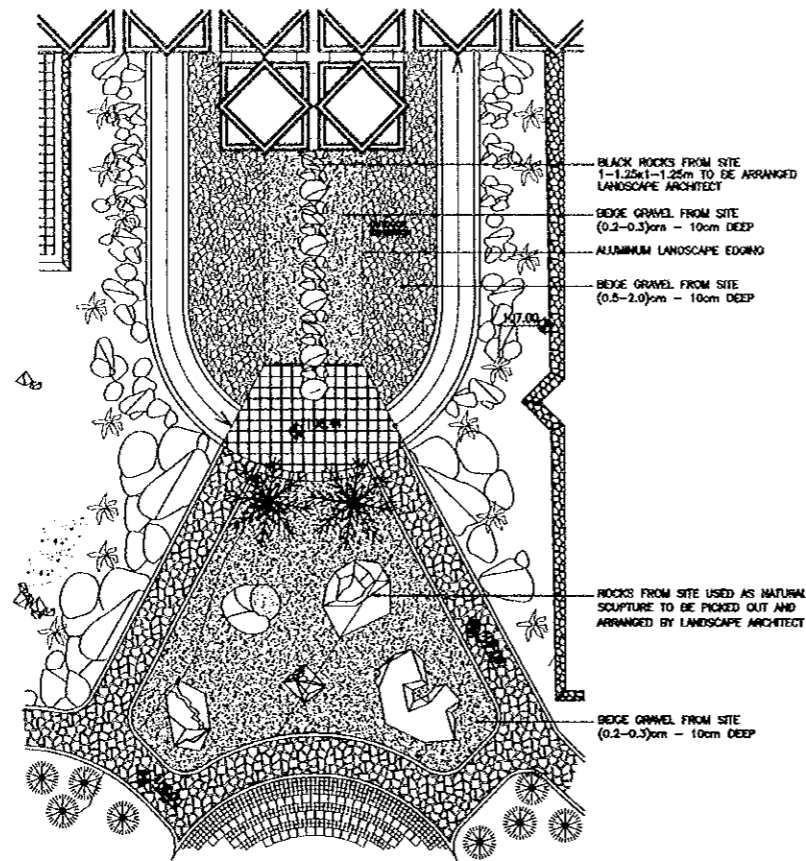 BLACK ROCKS FROM SITE
1-1.25x1-1.25m TO BE ARRANGED
LANDSCAPE ARCHITECT
BEIGE GRAVEL FROM SITE
(0.2-0.3)cm - 10cm DEEP
ALUMINUM LANDSCAPE EDGING
BEIGE GRAVEL FROM SITE
(0.5-2.0)cm - 10cm DEEP
107.00
ROCKS FROM SITE USED AS NATURAL
SCUPTURE TO BE PICKED OUT AND
ARRANGED BY LANDSCAPE ARCHITECT
BEIGE GRAVEL FROM SITE
(0.2-0.3)cm - 10cm DEEP